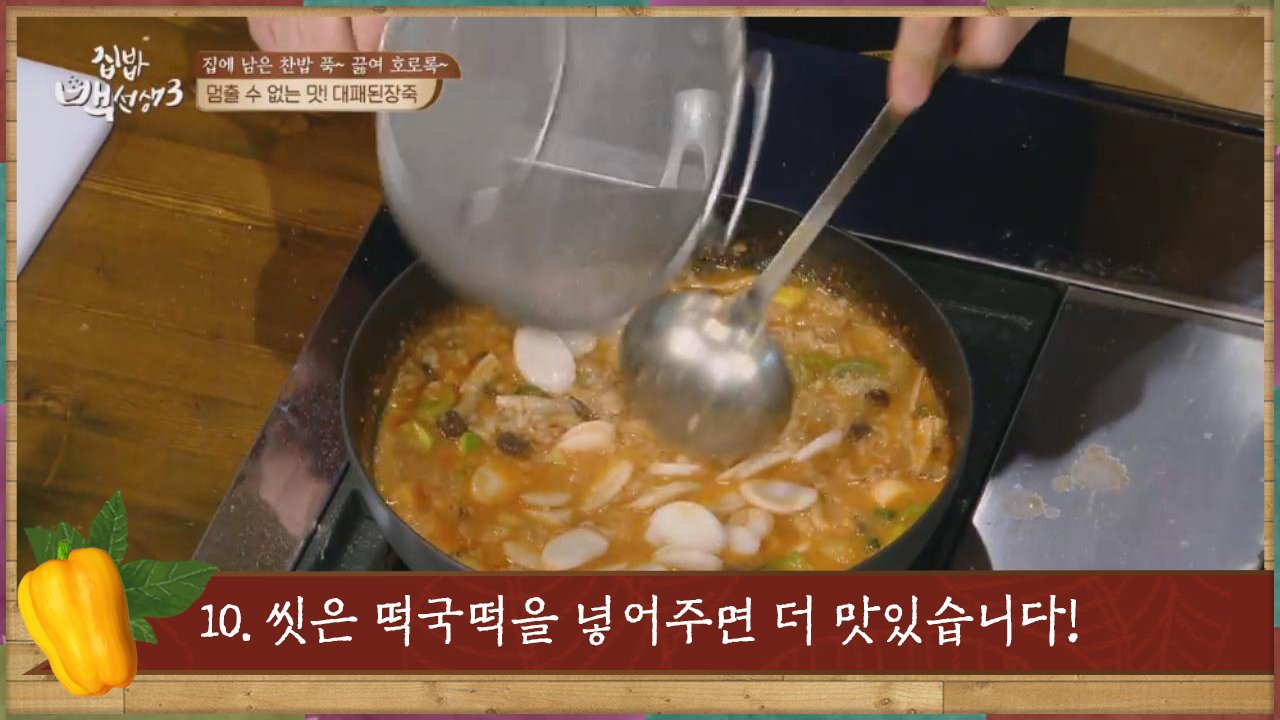 집밥
백선생3
집에 남은 찬밥 푹~ 끓여 호로록~
멈출 수 없는 맛! 대패된장죽
10. 씻은 떡국떡을 넣어주면 더 맛있습니다!